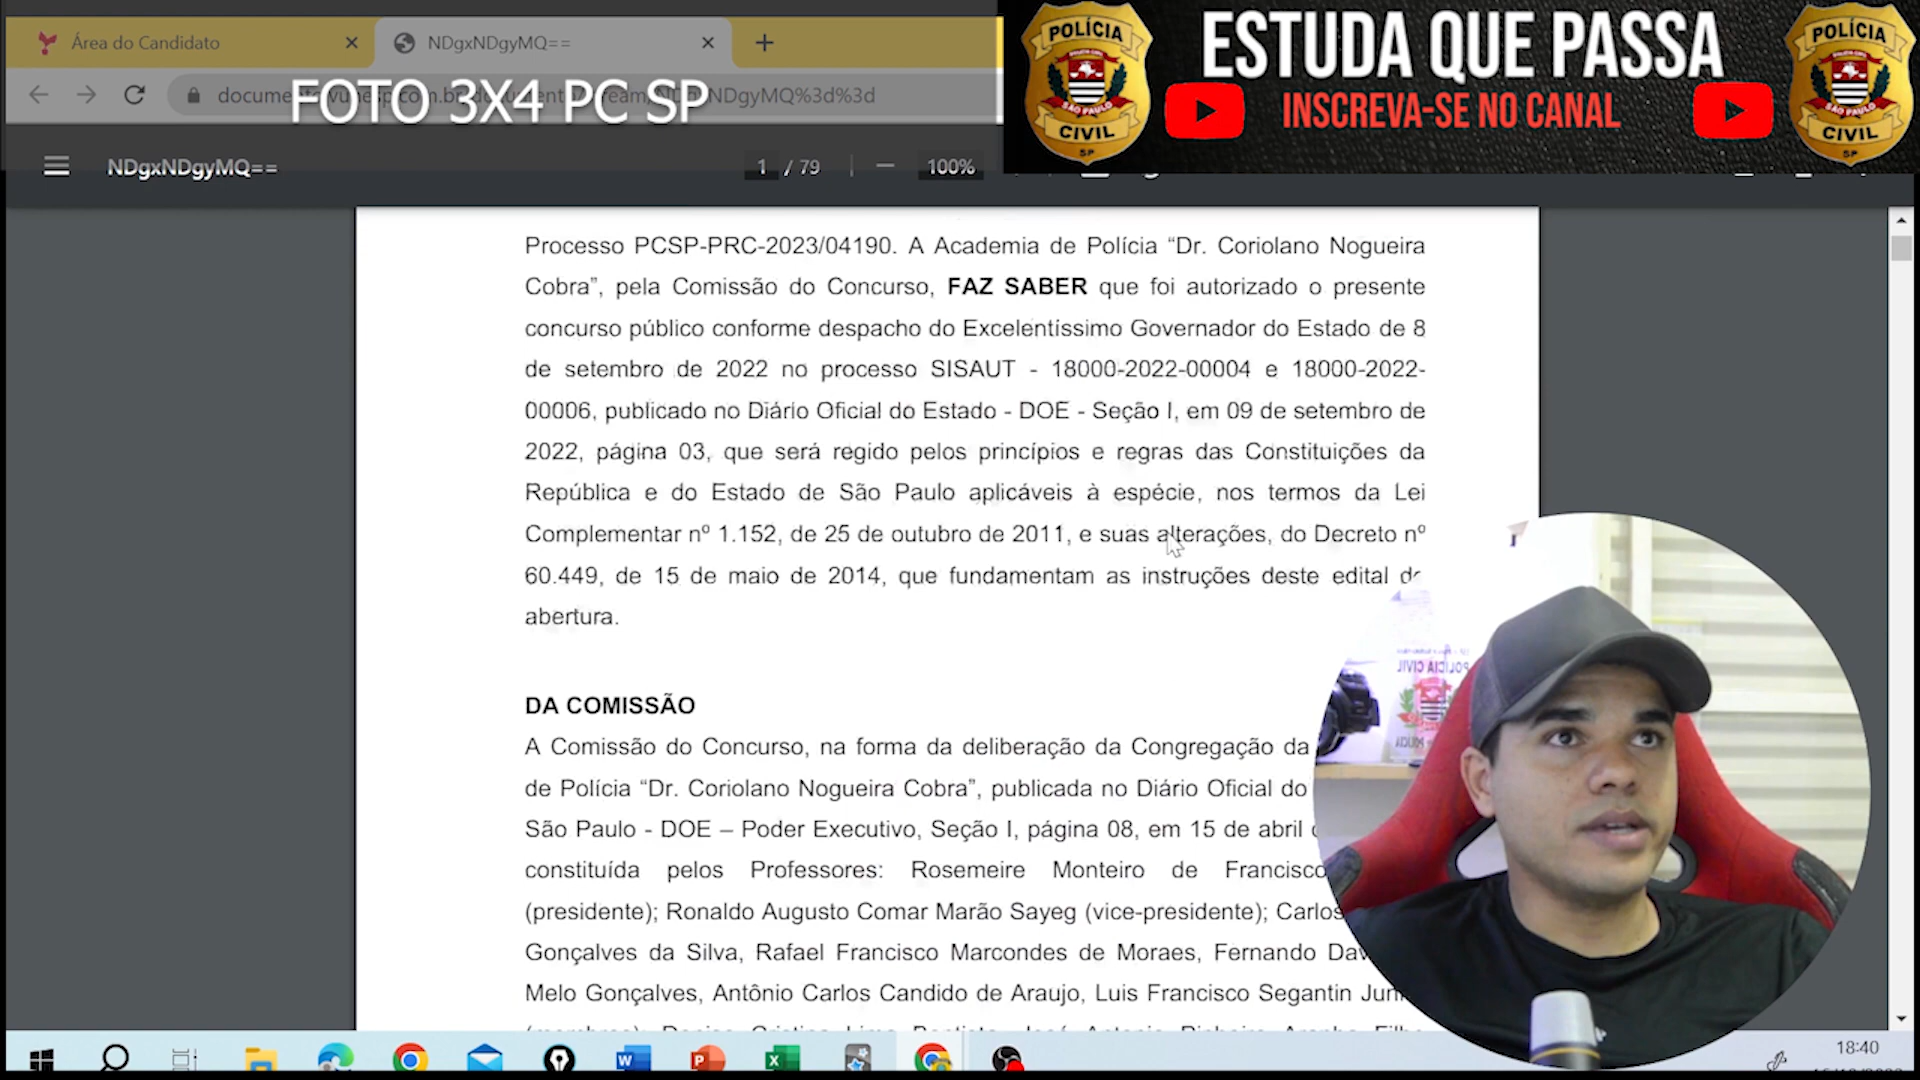 Área do Candidato
NDgxNDgyMQ==
FOTO 3X4 PC SP
NDgxNDgyMQ==
1 / 79
100%
ESTUDA QUE PASSA
INSCREVA-SE NO CANAL
POLÍCIA
SÃO PAULO
CIVIL
SP
POLÍCIA
SÃO PAULO
CIVIL
SP
Processo PCSP-PRC-2023/04190. A Academia de Polícia “Dr. Coriolano Nogueira
Cobra”, pela Comissão do Concurso, FAZ SABER que foi autorizado o presente
concurso público conforme despacho do Excelentíssimo Governador do Estado de 8
de setembro de 2022 no processo SISAUT - 18000-2022-00004 e 18000-2022-
00006, publicado no Diário Oficial do Estado - DOE - Seção I, em 09 de setembro de
2022, página 03, que será regido pelos princípios e regras das Constituições da
República e do Estado de São Paulo aplicáveis à espécie, nos termos da Lei
Complementar nº 1.152, de 25 de outubro de 2011, e suas alterações, do Decreto nº
60.449, de 15 de maio de 2014, que fundamentam as instruções deste edital de
abertura.
DA COMISSÃO
A Comissão do Concurso, na forma da deliberação da Congregação da
de Polícia “Dr. Coriolano Nogueira Cobra”, publicada no Diário Oficial do
São Paulo - DOE – Poder Executivo, Seção I, página 08, em 15 de abril
constituída pelos Professores: Rosemeire Monteiro de Francisco
(presidente); Ronaldo Augusto Comar Marão Sayeg (vice-presidente); Carlos
Gonçalves da Silva, Rafael Francisco Marcondes de Moraes, Fernando
Melo Gonçalves, Antônio Carlos Candido de Araujo, Luis Francisco Segantin
18:40